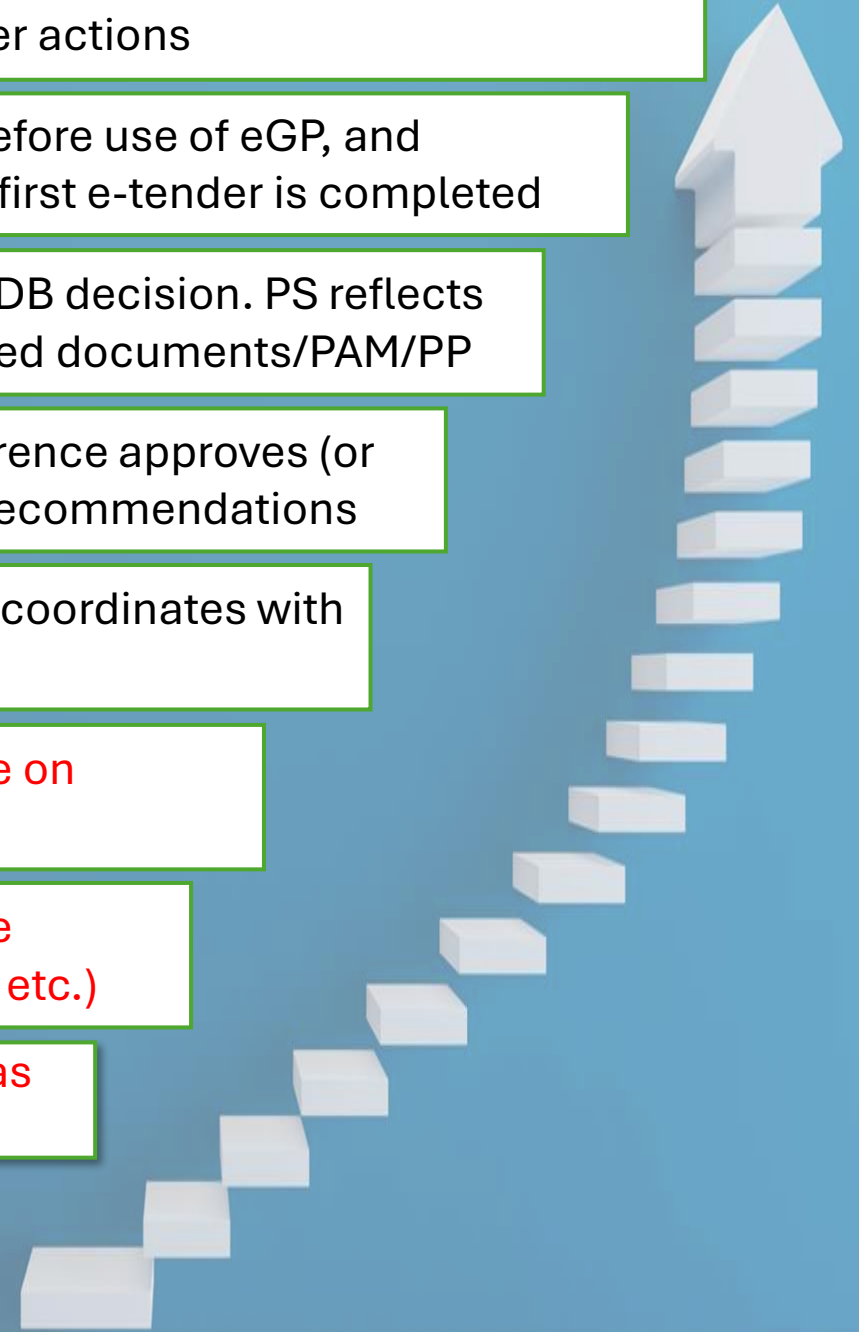 er actions
efore use of eGP, and
first e-tender is completed
DB decision. PS reflects
ed documents/PAM/PP
rence approves (or
ecommendations
coordinates with
e on
e
etc.)
as